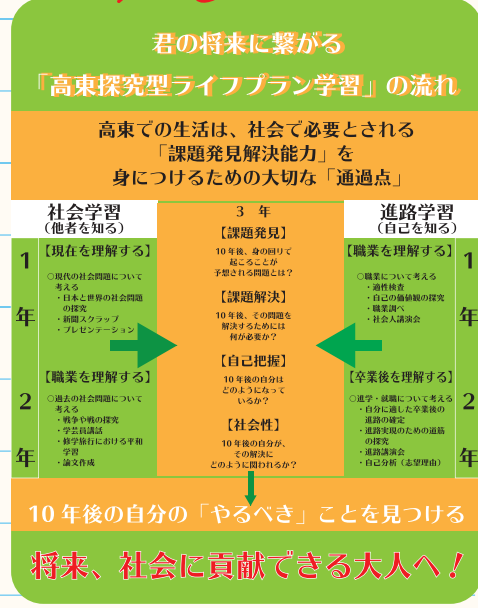 君の将来に繋がる
「高東探究型ライフプラン学習」の流れ
高東での生活は、社会で必要とされる
「課題発見解決能力」を
身につけるための大切な「通過点」
社会学習
(他者を知る)
1
年
【現在を理解する】
○現代の社会問題について
考える
・日本と世界の社会問題
の探究
・新聞スクラップ
・プレゼンテーション
2
年
【職業を理解する】
○過去の社会問題について
考える
・戦争や戦の探究
・学芸員講話
・修学旅行における平和
学習
・論文作成
3 年
【課題発見】
10年後、身の回りで
起こることが
予想される問題とは？
【課題解決】
10年後、その問題を
解決するためには
何が必要か？
【自己把握】
10年後の自分は
どのようになって
いるか？
【社会性】
10年後の自分が、
その解決に
どのように関われるか？
進路学習
(自己を知る)
【職業を理解する】
1
年
○職業について考える
・適性検査
・自己の価値観の探究
・職業調べ
・社会人講演会
【卒業後を理解する】
2
年
○進学・就職について考える
・自分に適した卒業後の
進路の確定
・進路実現のための道筋
の探究
・進路講演会
・自己分析（志望理由）
10年後の自分の「やるべき」ことを見つける
将来、社会に貢献できる大人へ！